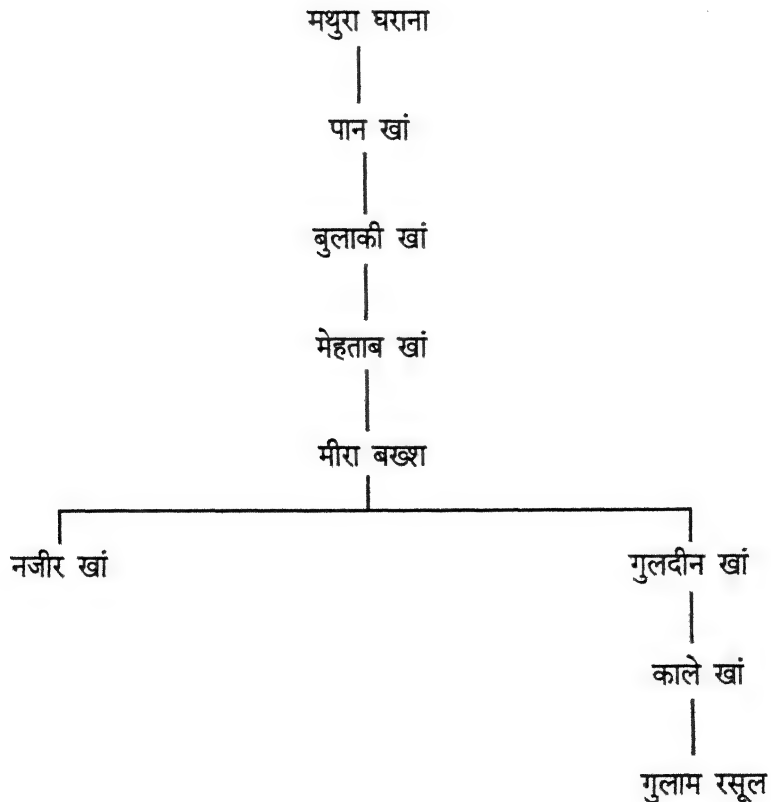 मथुरा घराना
पान खां
बुलाकी खां
मेहताब खां
मीरा बख्श
नजीर खां
गुलदीन खां
काले खां
गुलाम रसूल